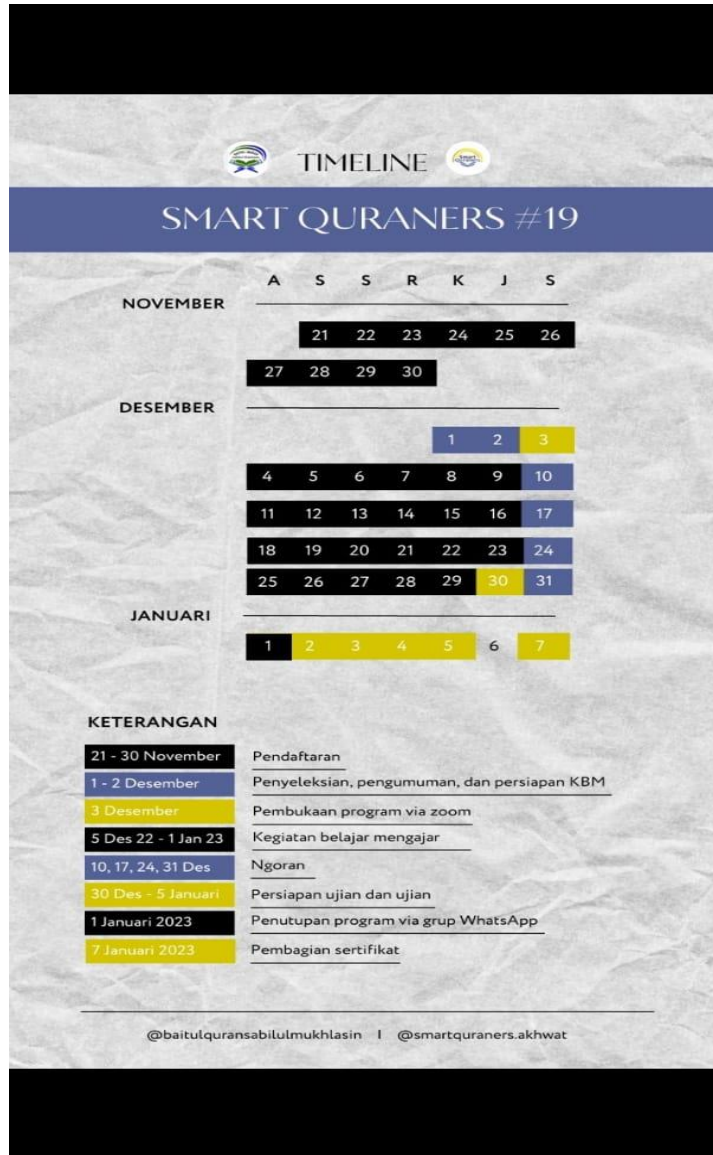 TIMELINE
SMART QURANERS #19
A S S R K J S
NOVEMBER
21 22 23 24 25 26
27 28 29 30
DESEMBER
1 2 3
4 5 6 7 8 9 10
11 12 13 14 15 16 17
18 19 20 21 22 23 24
25 26 27 28 29 30 31
JANUARI
1 2 3 4 5 6 7
KETERANGAN
21 - 30 November Pendaftaran
1 - 2 Desember Penyeleksian, pengumuman, dan persiapan KBM
3 Desember Pembukaan program via zoom
5 Des 22 - 1 Jan 23 Kegiatan belajar mengajar
10, 17, 24, 31 Des Ngoran
30 Des - 5 Januari Persiapan ujian dan ujian
1 Januari 2023 Penutupan program via grup WhatsApp
7 Januari 2023 Pembagian sertifikat
@baitulquransabilulmukhlasin I @smartquraners.akhwat